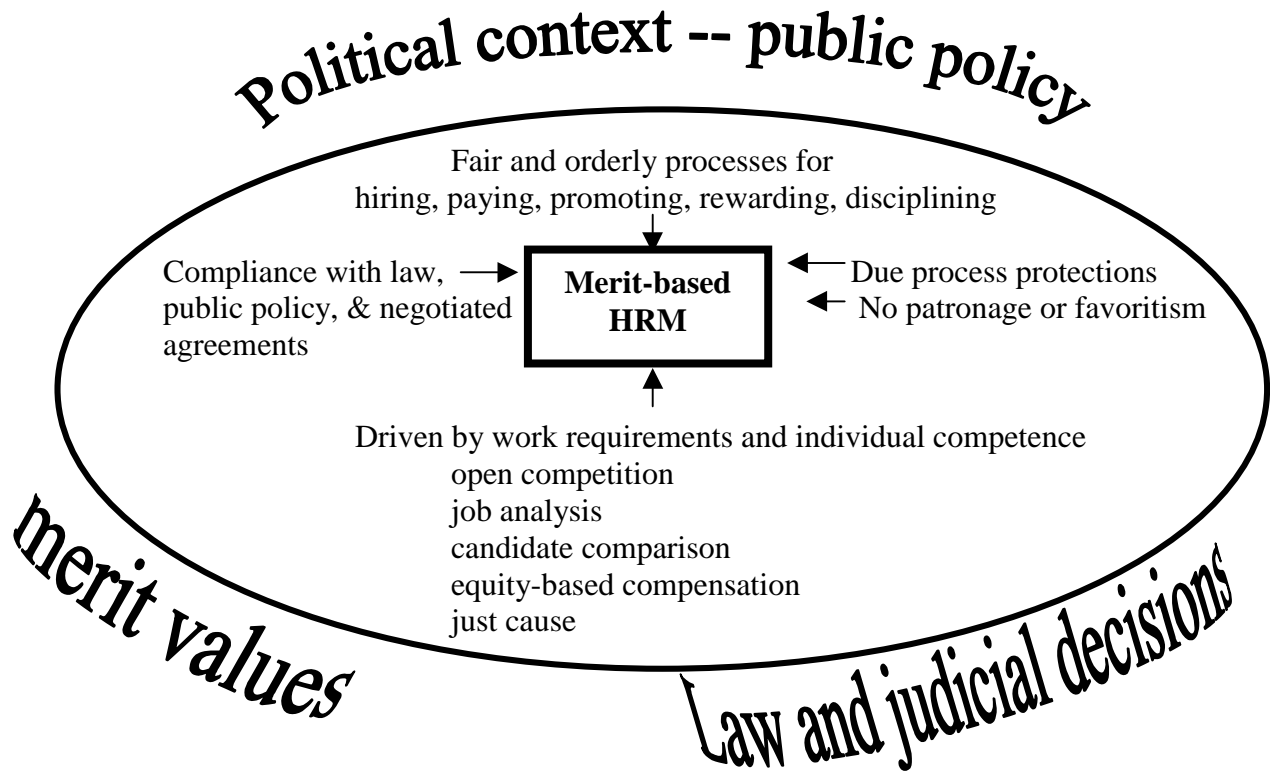 Political context -- public policy
Fair and orderly processes for
hiring, paying, promoting, rewarding, disciplining
Compliance with law,
public policy, & negotiated
agreements
Merit-based
HRM
Due process protections
No patronage or favoritism
Driven by work requirements and individual competence
open competition
job analysis
candidate comparison
equity-based compensation
just cause
merit values
Law and judicial decisions